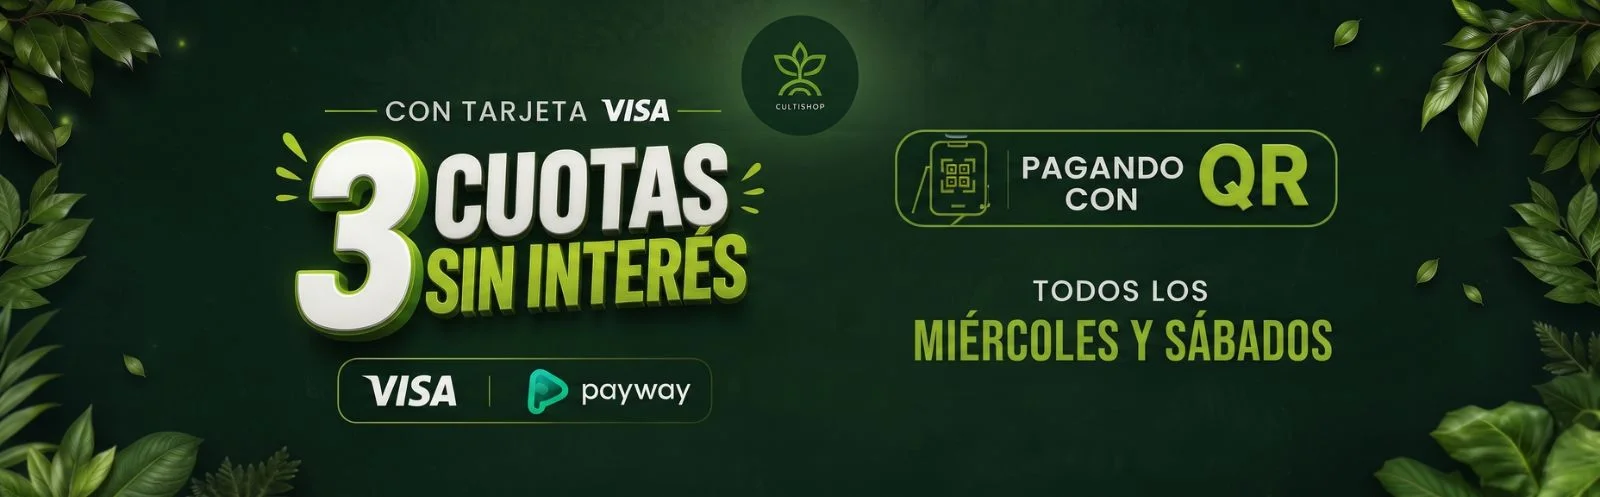 CULTISHOP
CON TARJETA VISA
3 CUOTAS
SIN INTERÉS
VISA payway
PAGANDO
CON QR
TODOS LOS
MIÉRCOLES Y SÁBADOS